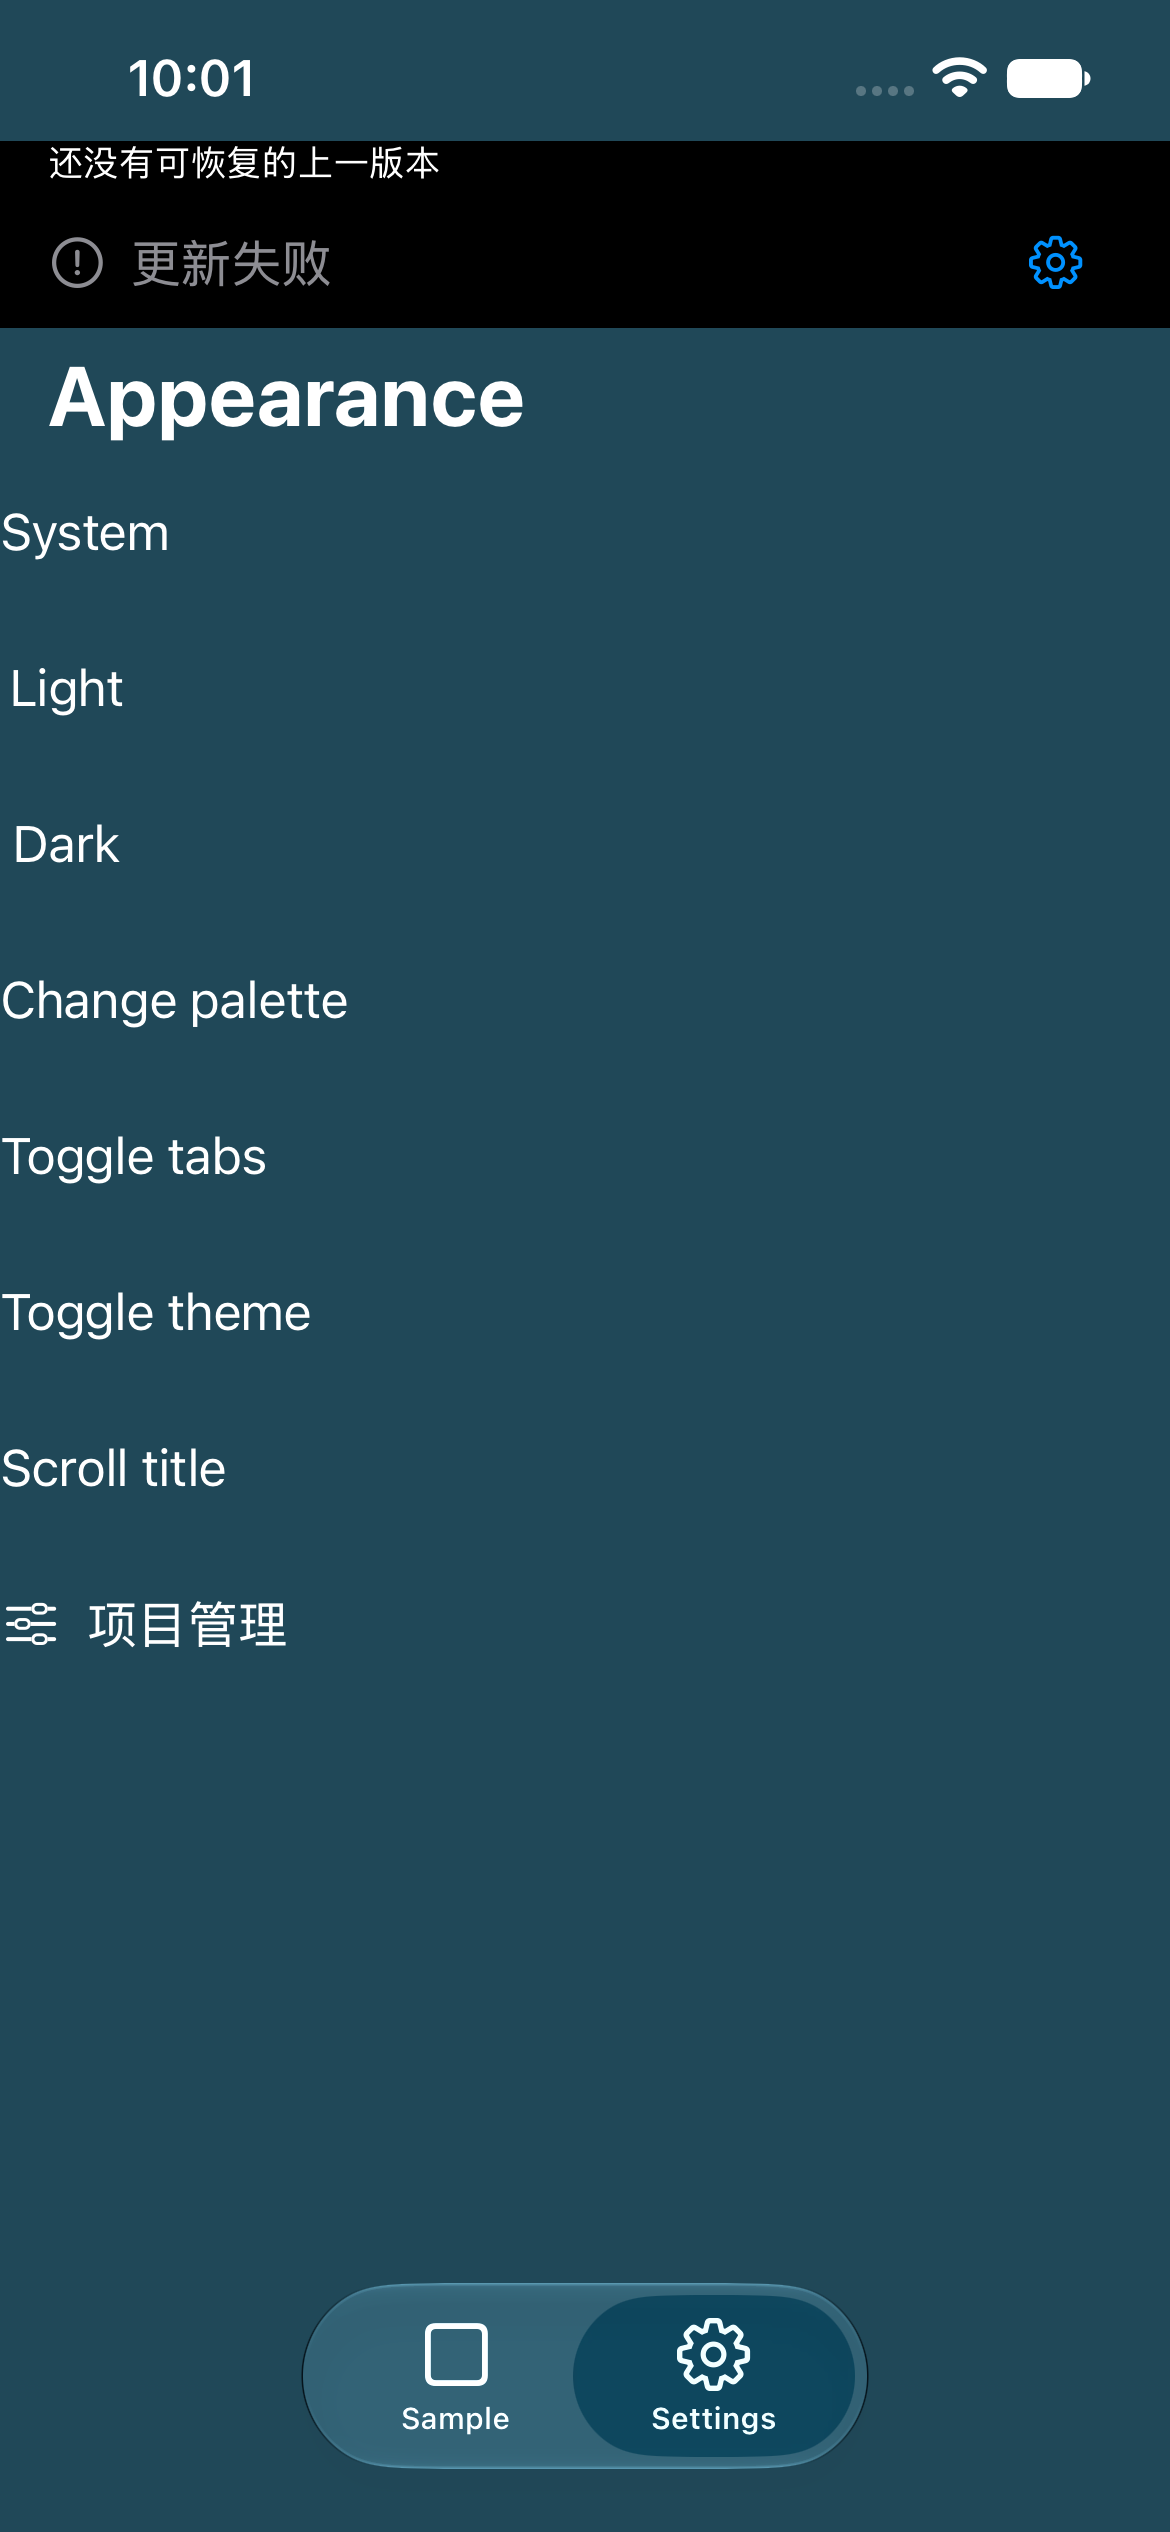 10:01
还没有可恢复的上一版本
更新失败
Appearance
System
Light
Dark
Change palette
Toggle tabs
Toggle theme
Scroll title
项目管理
Sample
Settings